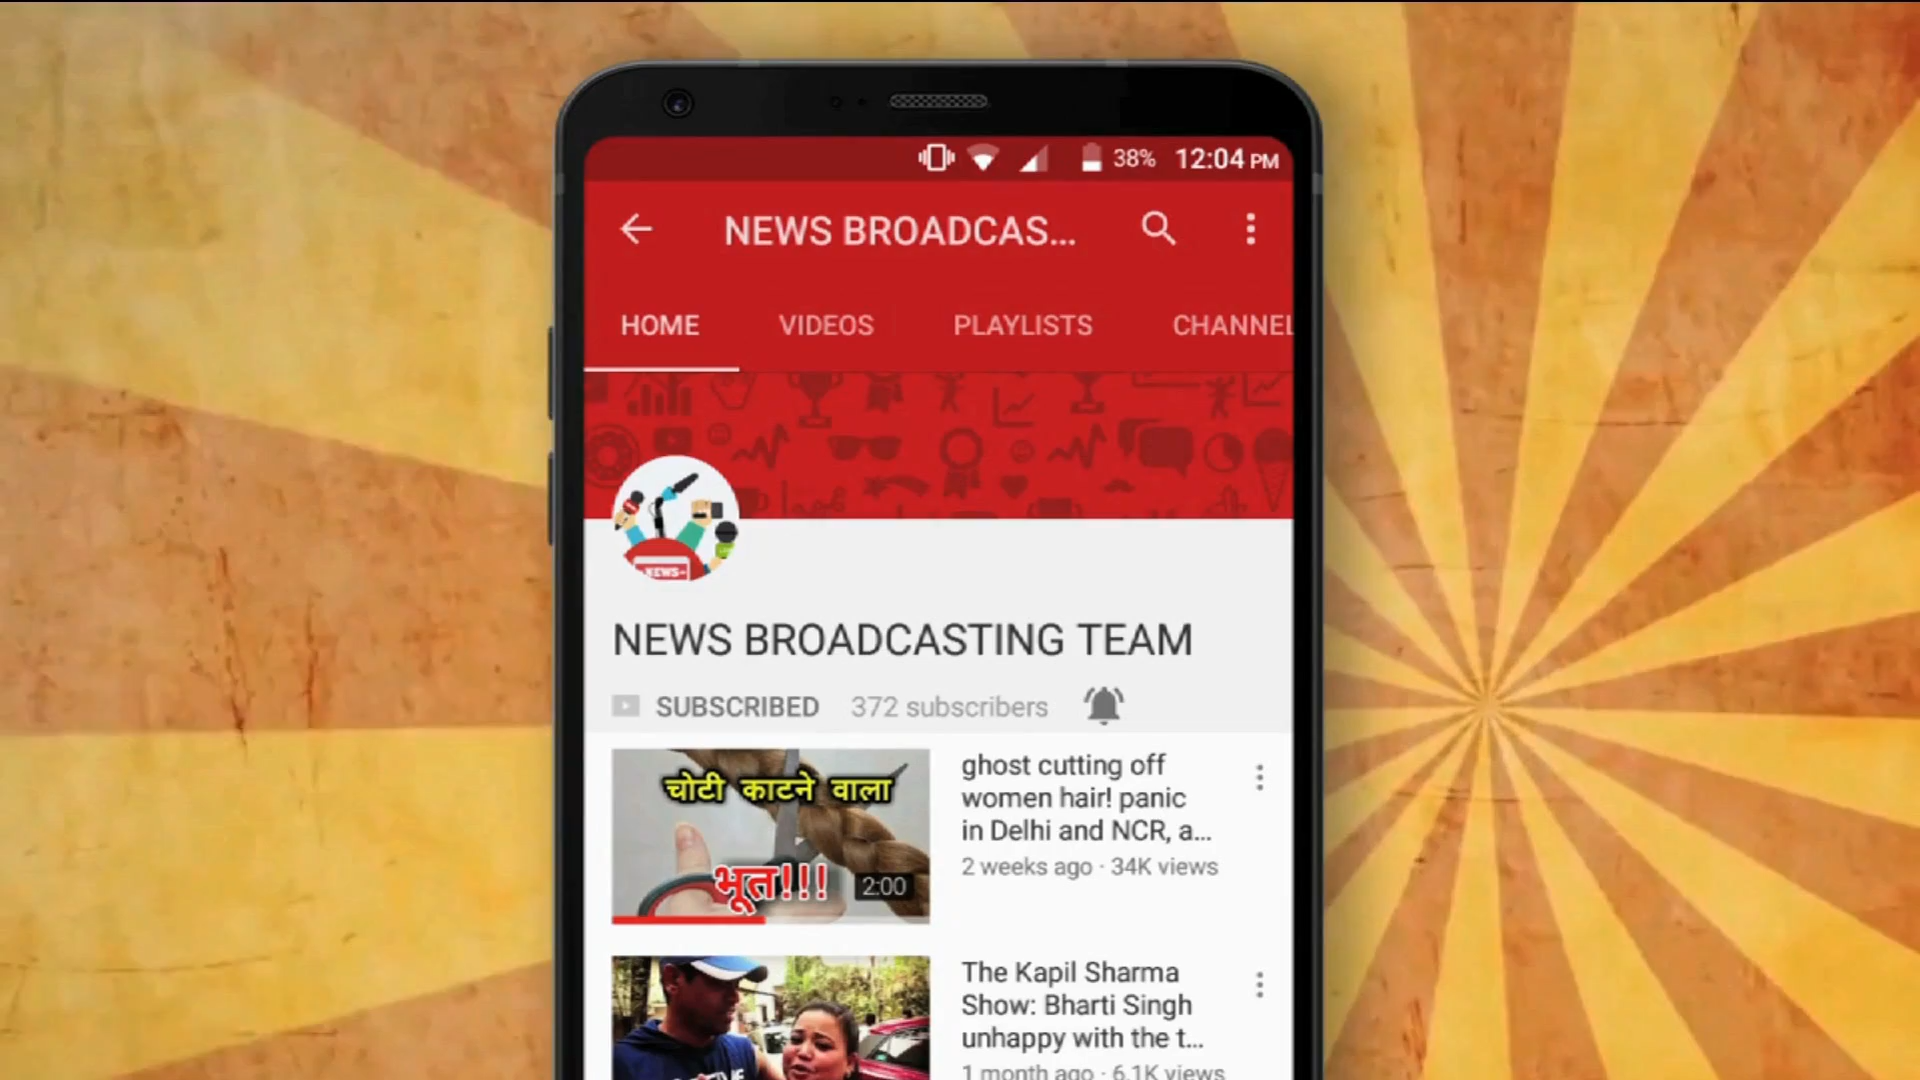 38% 12:04 PM
NEWS BROADCAS...
HOME VIDEOS PLAYLISTS CHANNEL
NEWS
NEWS BROADCASTING TEAM
SUBSCRIBED 372 subscribers
चोटी काटने वाला
भूत!!!
2:00
ghost cutting off
women hair! panic
in Delhi and NCR, a...
2 weeks ago · 34K views
The Kapil Sharma
Show: Bharti Singh
unhappy with the t...
1 month ago · 6.1K views